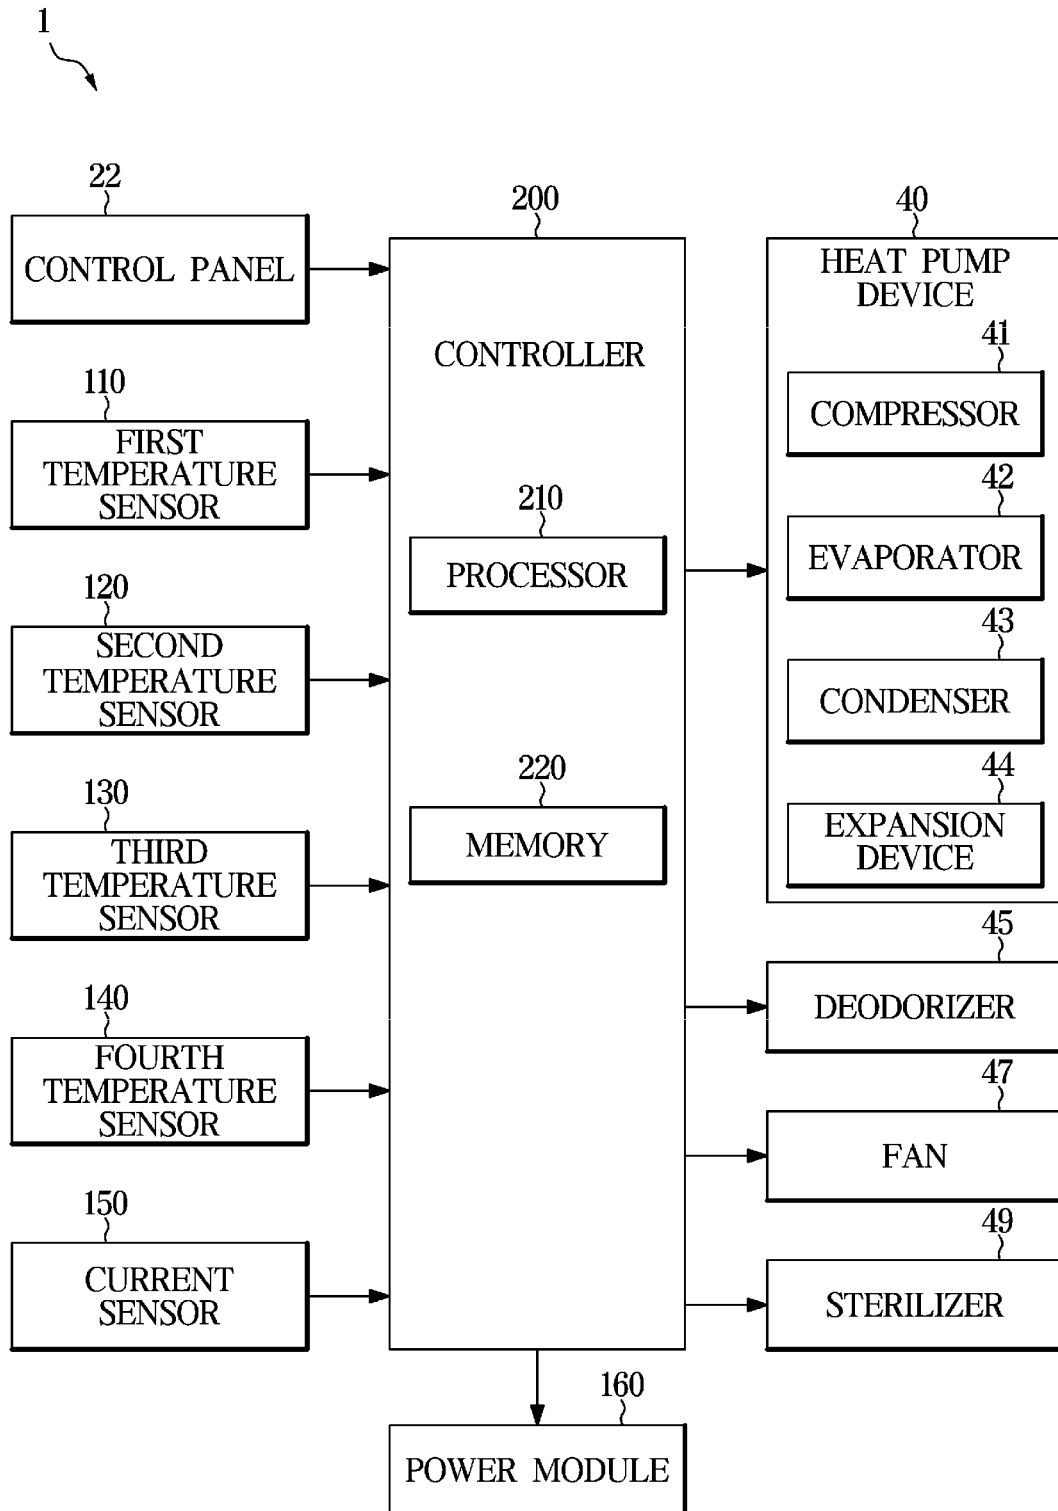 1
22
CONTROL PANEL
110
FIRST
TEMPERATURE
SENSOR
120
SECOND
TEMPERATURE
SENSOR
130
THIRD
TEMPERATURE
SENSOR
140
FOURTH
TEMPERATURE
SENSOR
150
CURRENT
SENSOR
200
CONTROLLER
210
PROCESSOR
220
MEMORY
40
HEAT PUMP
DEVICE
41
COMPRESSOR
42
EVAPORATOR
43
CONDENSER
44
EXPANSION
DEVICE
45
DEODORIZER
47
FAN
49
STERILIZER
160
POWER MODULE